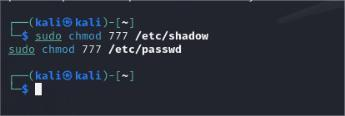 ┌──(kali㉿kali)-[~]
└─$ sudo chmod 777 /etc/shadow
sudo chmod 777 /etc/passwd
┌──(kali㉿kali)-[~]
└─$